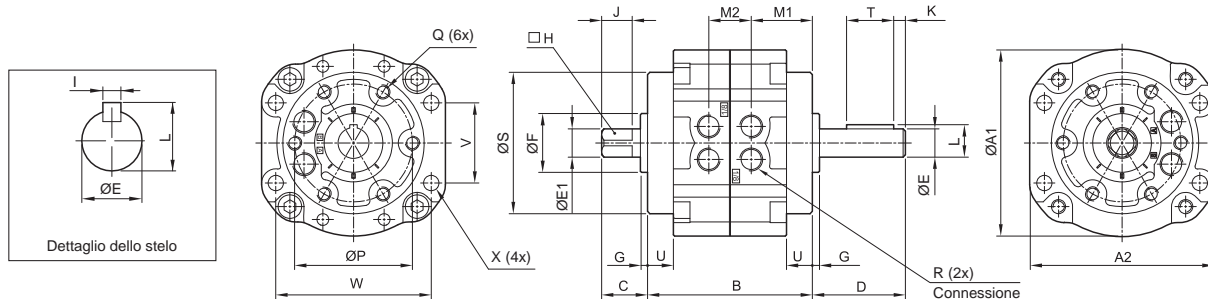 I
L
ØE
Dettaglio dello stelo
Q (6x)
V
X (4x)
ØP
W
J
M2
M1
T
K
□ H
ØS
ØF
ØE1
L
ØE
G
U
U
G
C
B
D
R (2x)
Connessione
ØA1
A2